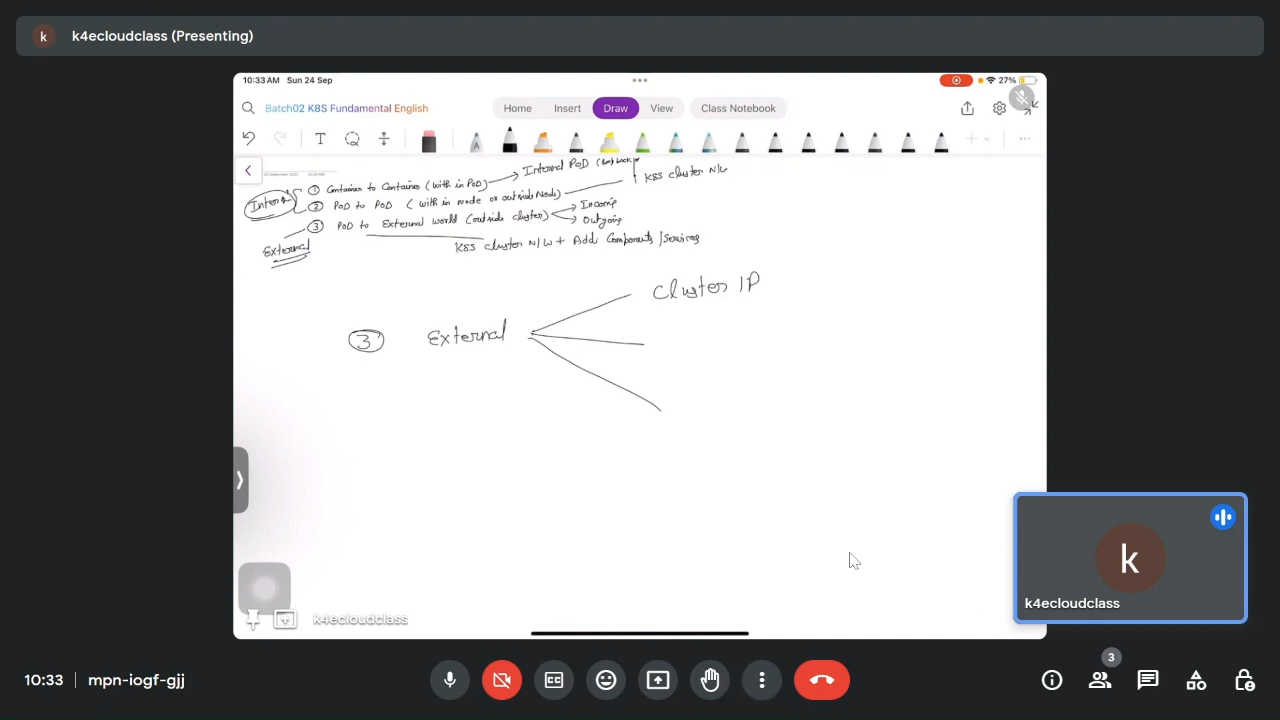 k
k4ecloudclass (Presenting)
10:33 AM Sun 24 Sep
27%
Batch02 K8S Fundamental English
Home Insert Draw View Class Notebook
Internal POD
K8S cluster N/W
① Container to Container (with in POD)
② POD to POD (with in node or outside Node)
Incomig
③ POD to External world (outside cluster)
Outgoing
External
K8S cluster N/W + Add Components / Services
Cluster IP
③ External
k
k4ecloudclass
k4ecloudclass
10:33 mpn-iogf-gjj
CC
3